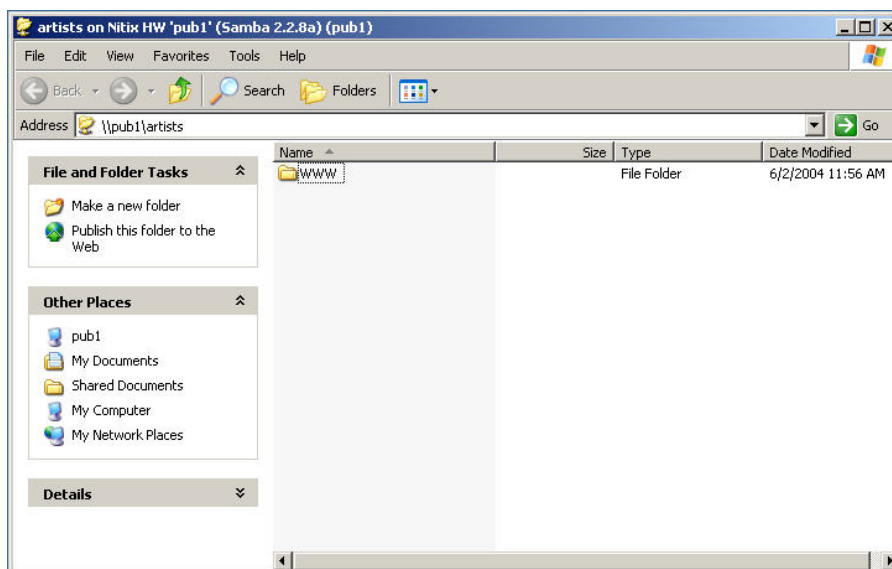 artists on Nitix HW 'pub1' (Samba 2.2.8a) (pub1)
File Edit View Favorites Tools Help
Back Search Folders
Address \\pub1\artists Go
File and Folder Tasks
Make a new folder
Publish this folder to the
Web
Other Places
pub1
My Documents
Shared Documents
My Computer
My Network Places
Details
Name Size Type Date Modified
WWW File Folder 6/2/2004 11:56 AM